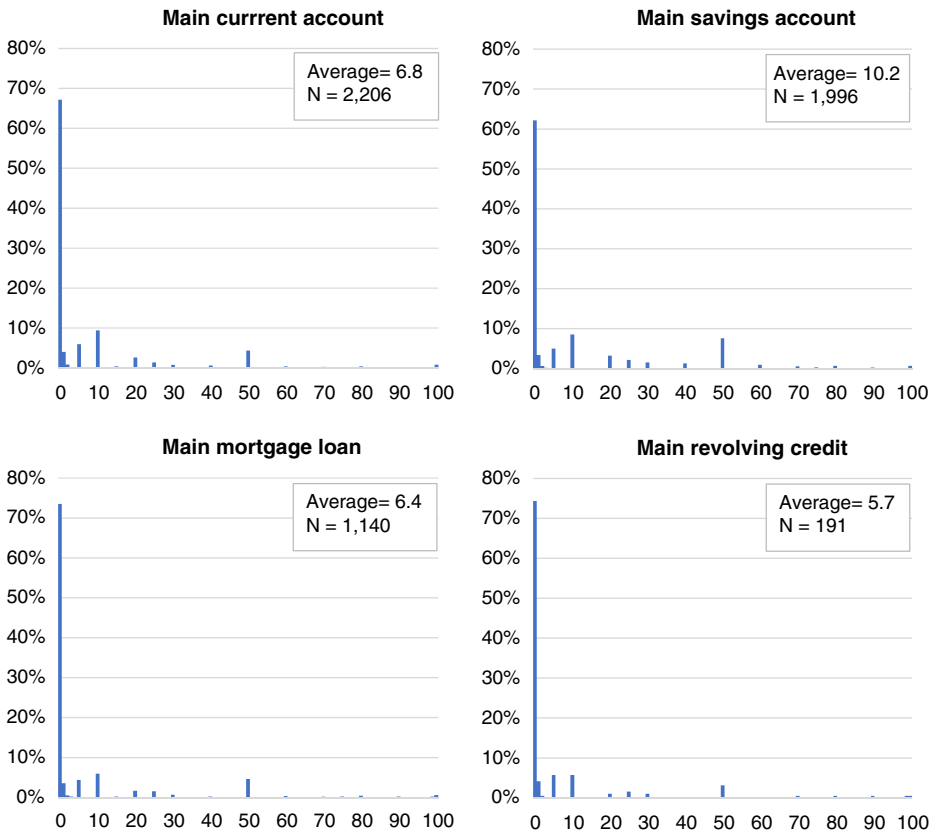 Main currrent account
80%
70%
60%
50%
40%
30%
20%
10%
0%
Average= 6.8
N = 2,206
0 10 20 30 40 50 60 70 80 90 100
Main savings account
80%
70%
60%
50%
40%
30%
20%
10%
0%
Average= 10.2
N = 1,996
0 10 20 30 40 50 60 70 80 90 100
Main mortgage loan
80%
70%
60%
50%
40%
30%
20%
10%
0%
Average= 6.4
N = 1,140
0 10 20 30 40 50 60 70 80 90 100
Main revolving credit
80%
70%
60%
50%
40%
30%
20%
10%
0%
Average= 5.7
N = 191
0 10 20 30 40 50 60 70 80 90 100